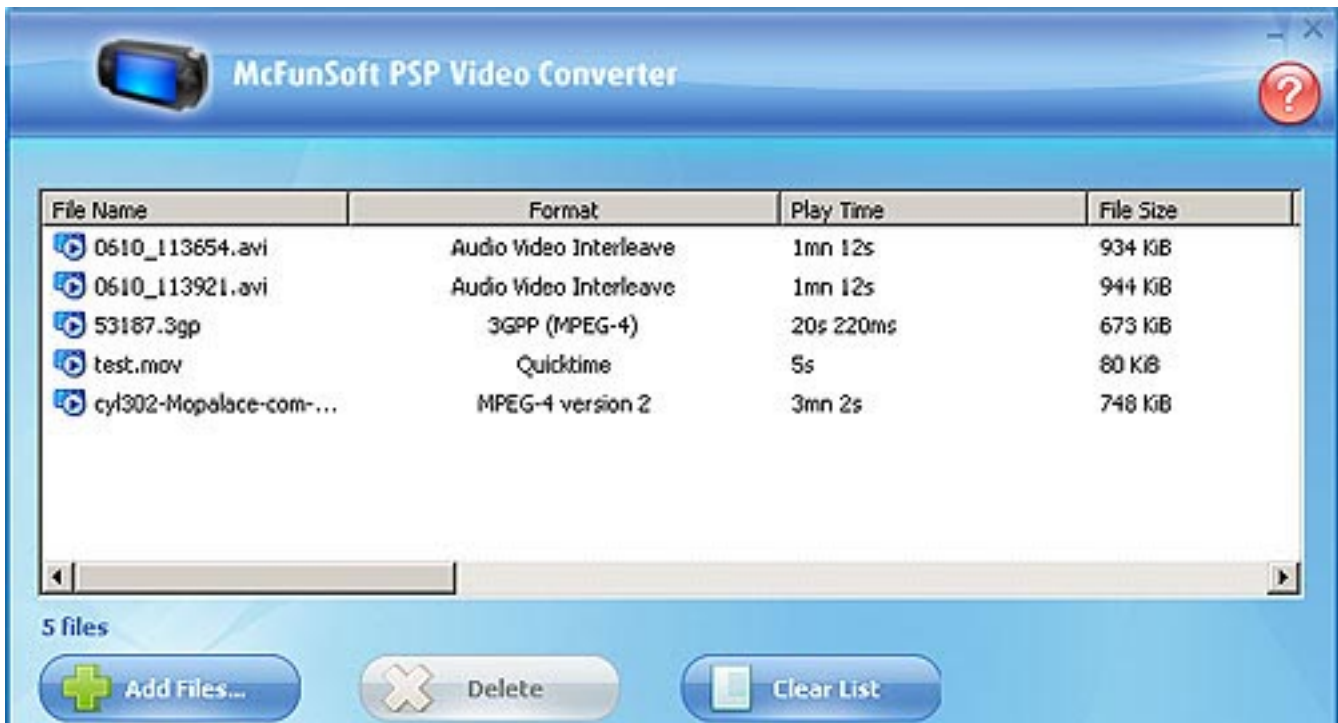 McFunSoft PSP Video Converter
?
File Name Format Play Time File Size
0610_113654.avi Audio Video Interleave 1mn 12s 934 KiB
0610_113921.avi Audio Video Interleave 1mn 12s 944 KiB
53187.3gp 3GPP (MPEG-4) 20s 220ms 673 KiB
test.mov Quicktime 5s 80 KiB
cyl302-Mopalace-com-... MPEG-4 version 2 3mn 2s 748 KiB
5 files
Add Files... Delete Clear List